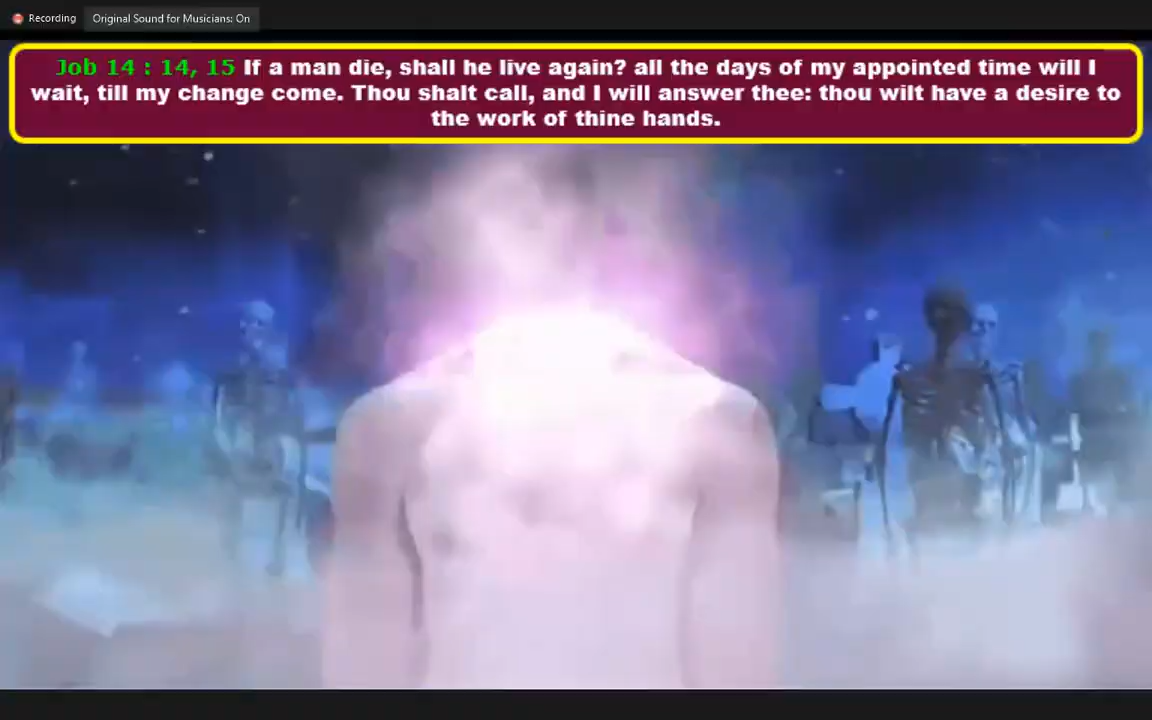 Recording
Original Sound for Musicians: On
Job 14 : 14, 15 If a man die, shall he live again? all the days of my appointed time will I
wait, till my change come. Thou shalt call, and I will answer thee: thou wilt have a desire to
the work of thine hands.